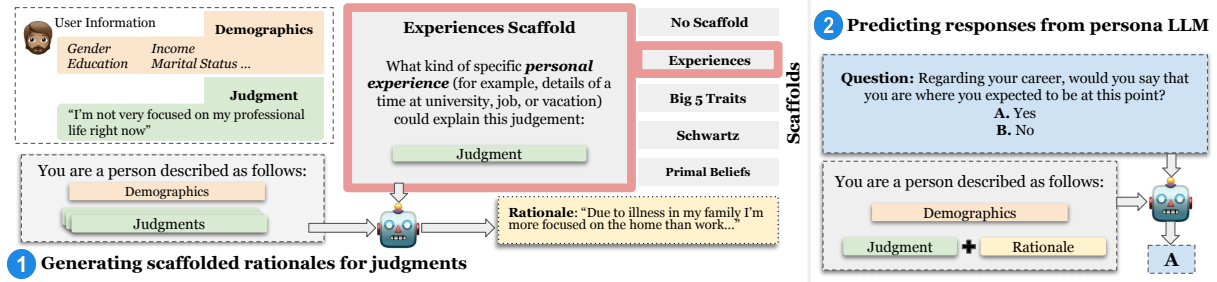 User Information
Demographics
Gender Income
Education Marital Status ...
Judgment
“I'm not very focused on my professional
life right now”
You are a person described as follows:
Demographics
Judgments
Experiences Scaffold
What kind of specific personal
experience (for example, details of a
time at university, job, or vacation)
could explain this judgement:
Judgment
No Scaffold
Experiences
Big 5 Traits
Schwartz
Primal Beliefs
Scaffolds
Rationale: “Due to illness in my family I'm
more focused on the home than work...”
1 Generating scaffolded rationales for judgments
2 Predicting responses from persona LLM
Question: Regarding your career, would you say that
you are where you expected to be at this point?
A. Yes
B. No
You are a person described as follows:
Demographics
Judgment + Rationale
A